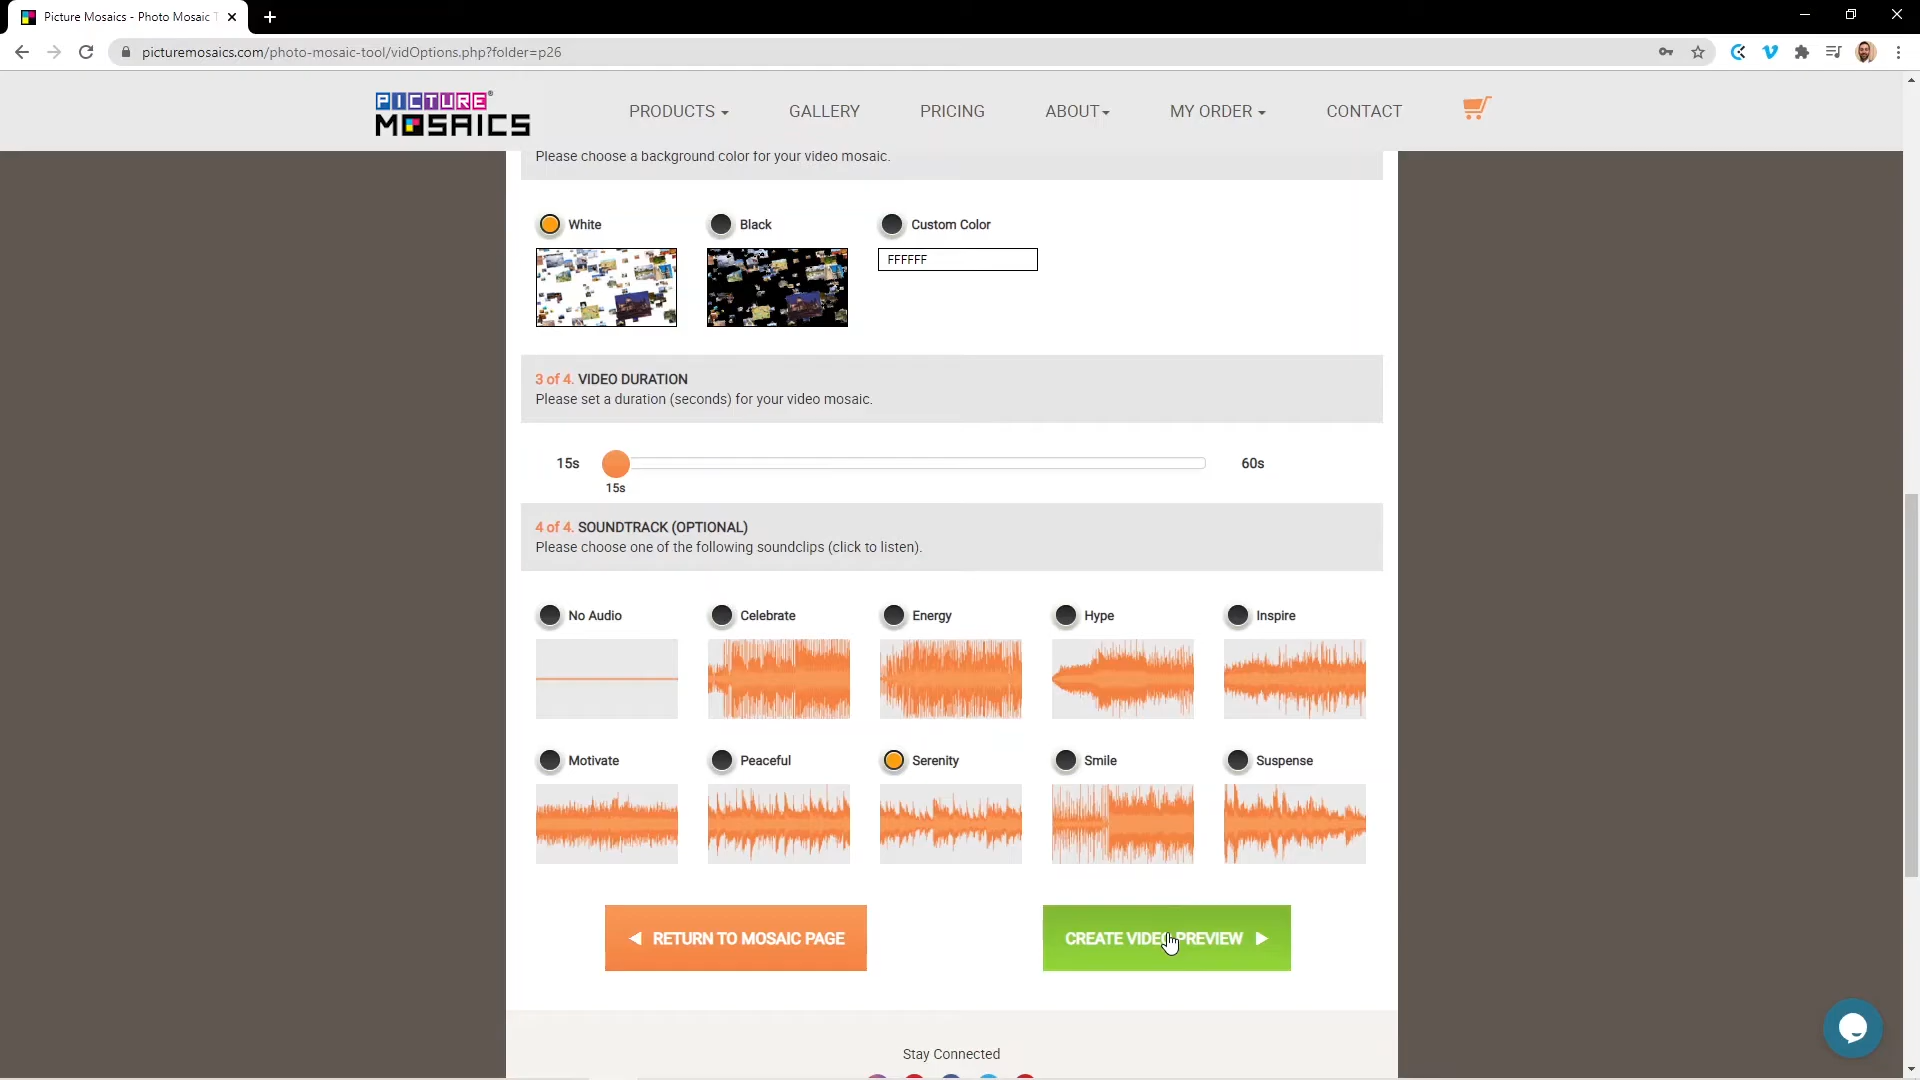 Picture Mosaics - Photo Mosaic
picturemosaics.com/photo-mosaic-tool/vidOptions.php?folder=p26
PICTURE®
MOSAICS
PRODUCTS
GALLERY
PRICING
ABOUT
MY ORDER
CONTACT
Please choose a background color for your video mosaic.
White
Black
Custom Color
FFFFFF
3 of 4. VIDEO DURATION
Please set a duration (seconds) for your video mosaic.
15s
60s
15s
4 of 4. SOUNDTRACK (OPTIONAL)
Please choose one of the following soundclips (click to listen).
No Audio
Celebrate
Energy
Hype
Inspire
Motivate
Peaceful
Serenity
Smile
Suspense
RETURN TO MOSAIC PAGE
CREATE VIDEO PREVIEW
Stay Connected